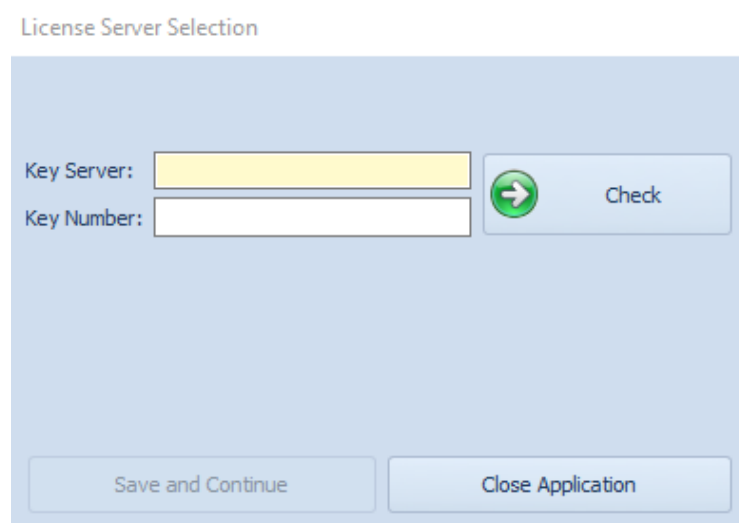 License Server Selection
Key Server:
Check
Key Number:
Save and Continue
Close Application